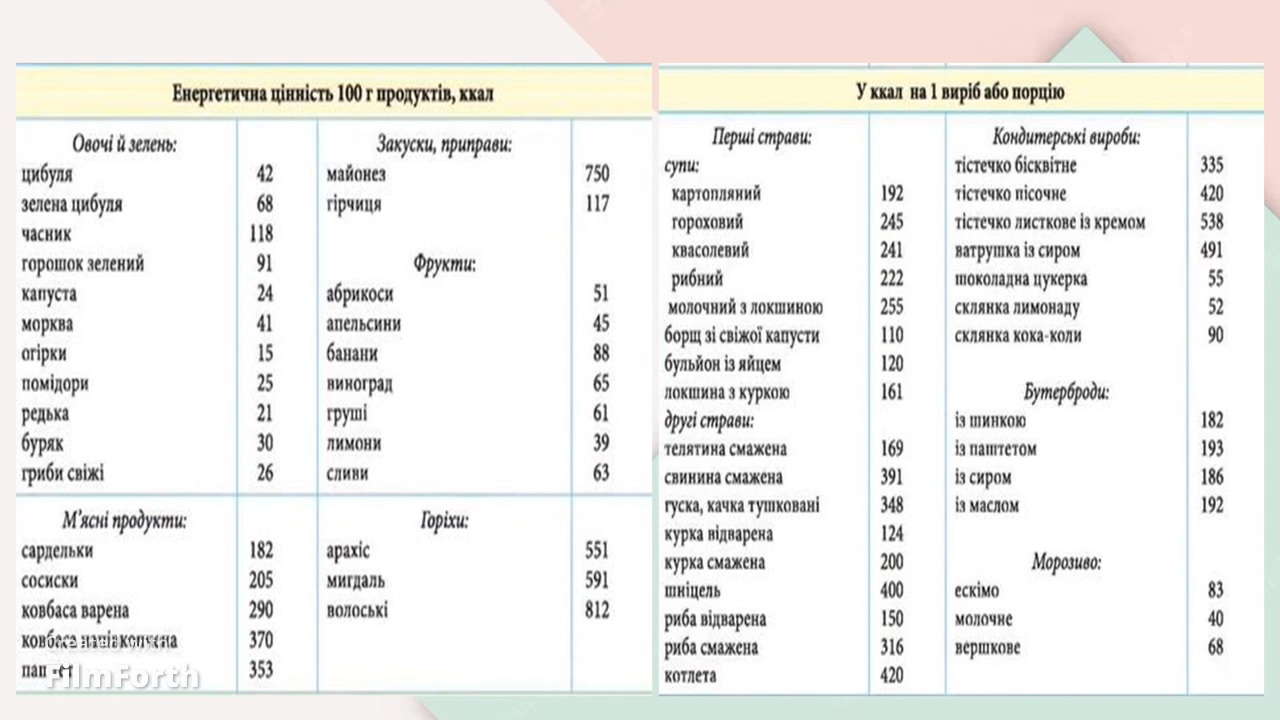 Енергетична цінність 100 г продуктів, ккал
Овочі й зелень:
цибуля 42
зелена цибуля 68
часник 118
горошок зелений 91
капуста 24
морква 41
огірки 15
помідори 25
редька 21
буряк 30
гриби свіжі 26
Закуски, приправи:
майонез 750
гірчиця 117
Фрукти:
абрикоси 51
апельсини 45
банани 88
виноград 65
груші 61
лимони 39
сливи 63
М'ясні продукти:
сардельки 182
сосиски 205
ковбаса варена 290
ковбаса 370
353
Горіхи:
арахіс 551
мигдаль 591
волоські 812
FilmForth
У ккал на 1 виріб або порцію
Перші страви:
супи:
картопляний 192
гороховий 245
квасолевий 241
рибний 222
молочний з локшиною 255
борщ зі свіжої капусти 110
бульйон із яйцем 120
локшина з куркою 161
другі страви:
телятина смажена 169
свинина смажена 391
гуска, качка тушковані 348
курка відварена 124
курка смажена 200
шніцель 400
риба відварена 150
риба смажена 316
котлета 420
Кондитерські вироби:
тістечко бісквітне 335
тістечко пісочне 420
тістечко листкове із кремом 538
ватрушка із сиром 491
шоколадна цукерка 55
склянка лимонаду 52
склянка кока-коли 90
Бутерброди:
із шинкою 182
із паштетом 193
із сиром 186
із маслом 192
Морозиво:
ескімо 83
молочне 40
вершкове 68